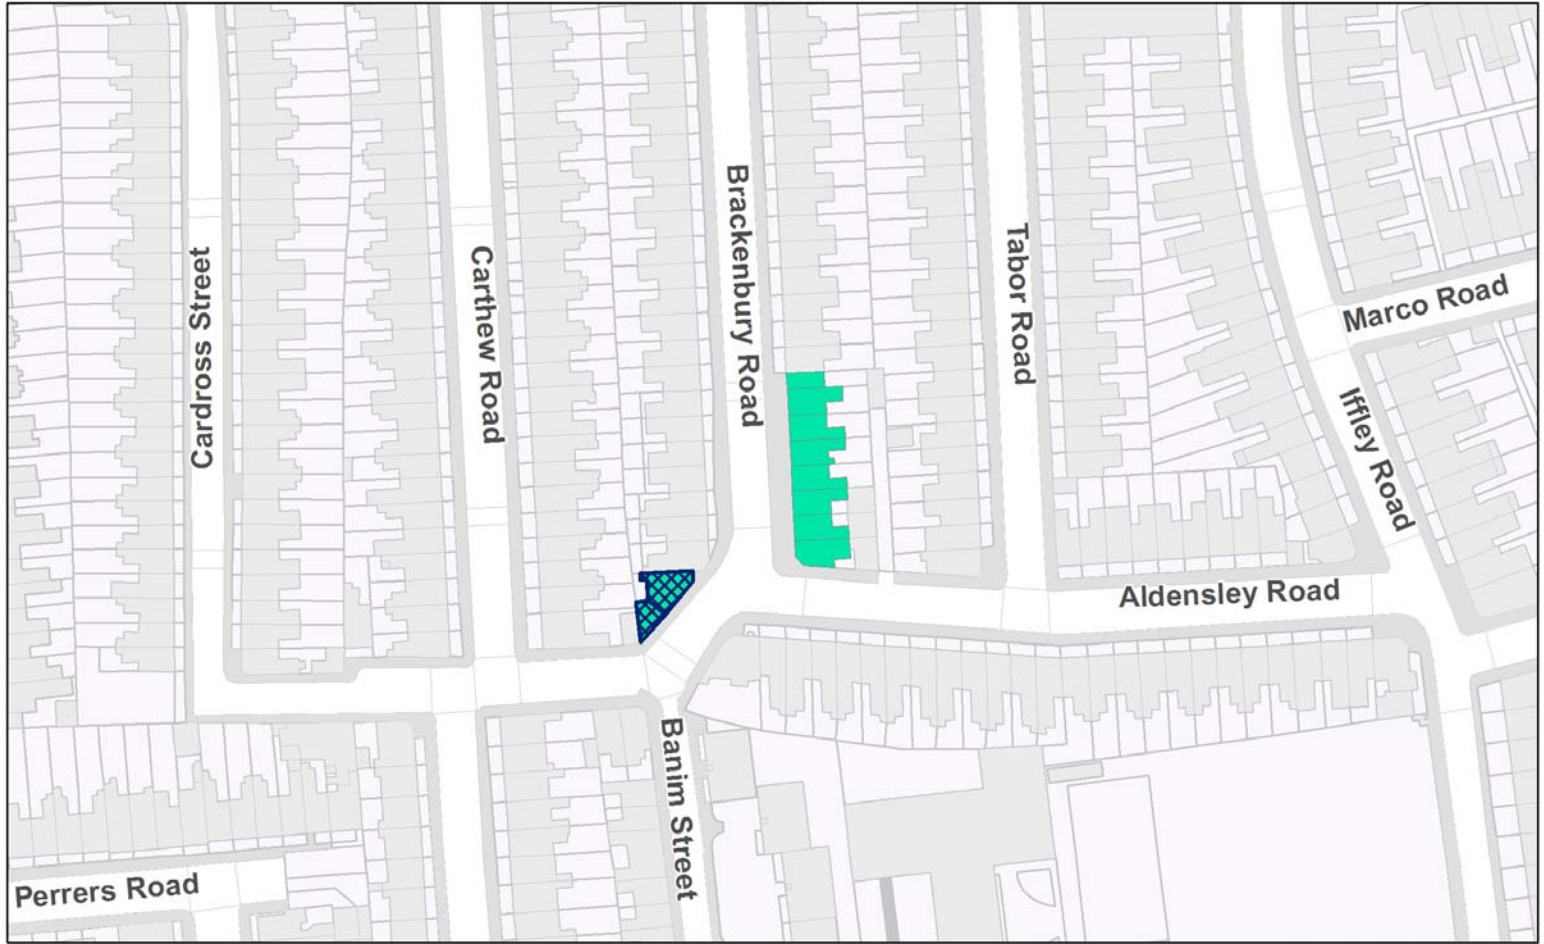 Brackenbury Road
Tabor Road
Cardross Street
Carthew Road
Marco Road
Iffley Road
Aldensley Road
Banim Street
Perrers Road